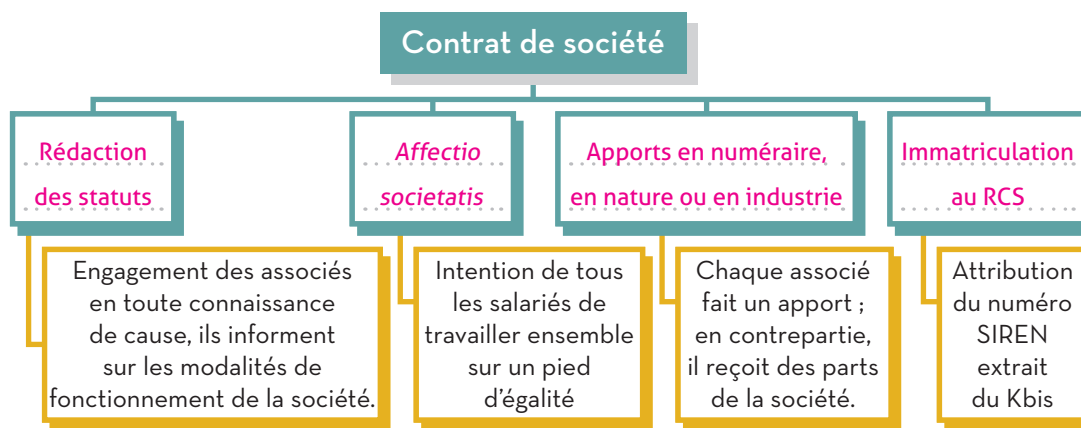 Contrat de société
Rédaction
des statuts
Affectio
societatis
Apports en numéraire,
en nature ou en industrie
Immatriculation
au RCS
Engagement des associés
en toute connaissance
de cause, ils informent
sur les modalités de
fonctionnement de la société.
Intention de tous
les salariés de
travailler ensemble
sur un pied
d'égalité
Chaque associé
fait un apport ;
en contrepartie,
il reçoit des parts
de la société.
Attribution
du numéro
SIREN
extrait
du Kbis